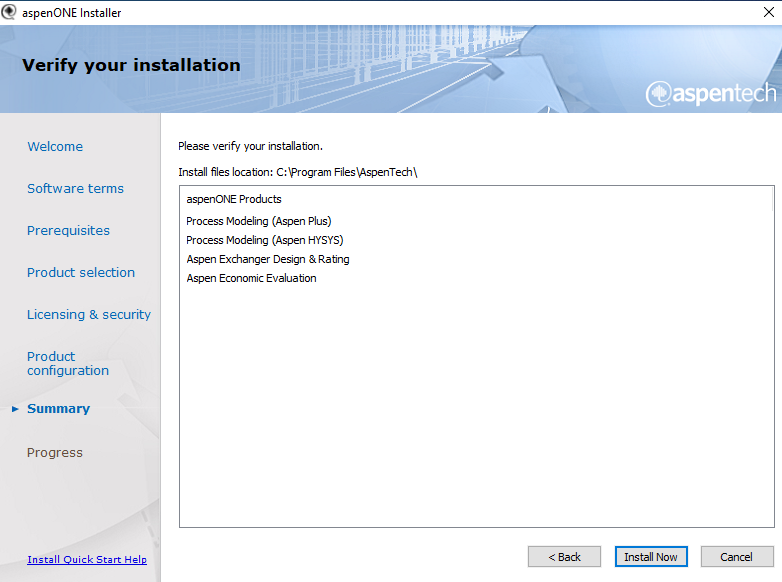 aspenONE Installer
Verify your installation
aspentech
Welcome
Software terms
Prerequisites
Product selection
Licensing & security
Product
configuration
Summary
Progress
Install Quick Start Help
Please verify your installation.
Install files location: C:\Program Files\AspenTech\
aspenONE Products
Process Modeling (Aspen Plus)
Process Modeling (Aspen HYSYS)
Aspen Exchanger Design & Rating
Aspen Economic Evaluation
< Back
Install Now
Cancel